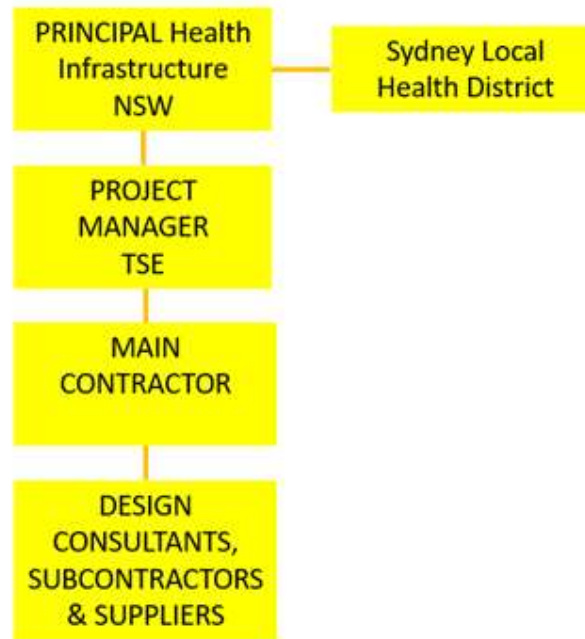 PRINCIPAL Health
Infrastructure
NSW
Sydney Local
Health District
PROJECT
MANAGER
TSE
MAIN
CONTRACTOR
DESIGN
CONSULTANTS,
SUBCONTRACTORS
& SUPPLIERS